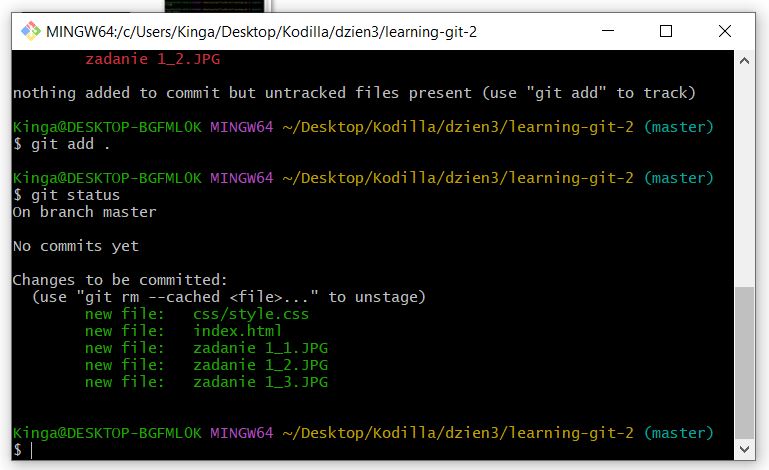 MINGW64:/c/Users/Kinga/Desktop/Kodilla/dzien3/learning-git-2
zadanie 1_2.JPG
nothing added to commit but untracked files present (use "git add" to track)
Kinga@DESKTOP-BGFML0K MINGW64 ~/Desktop/Kodilla/dzien3/learning-git-2 (master)
$ git add .
Kinga@DESKTOP-BGFML0K MINGW64 ~/Desktop/Kodilla/dzien3/learning-git-2 (master)
$ git status
On branch master
No commits yet
Changes to be committed:
(use "git rm --cached <file>..." to unstage)
new file: css/style.css
new file: index.html
new file: zadanie 1_1.JPG
new file: zadanie 1_2.JPG
new file: zadanie 1_3.JPG
Kinga@DESKTOP-BGFML0K MINGW64 ~/Desktop/Kodilla/dzien3/learning-git-2 (master)
$